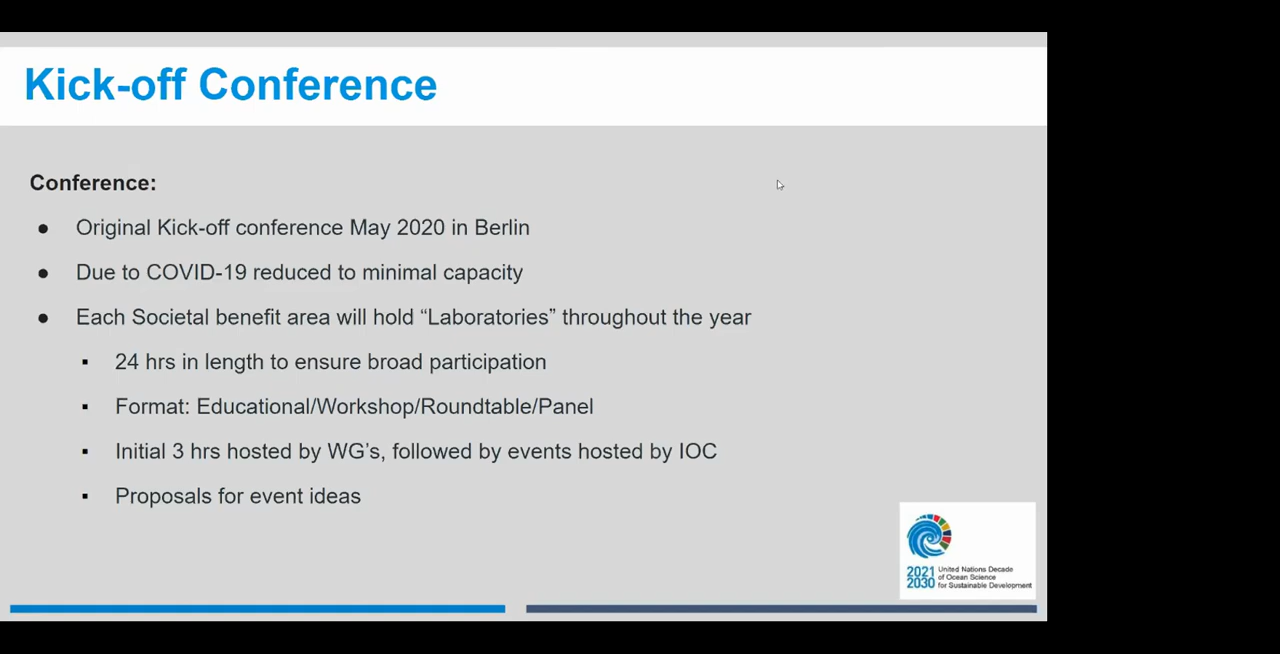 Kick-off Conference
Conference:
● Original Kick-off conference May 2020 in Berlin
● Due to COVID-19 reduced to minimal capacity
● Each Societal benefit area will hold “Laboratories” throughout the year
▪ 24 hrs in length to ensure broad participation
▪ Format: Educational/Workshop/Roundtable/Panel
▪ Initial 3 hrs hosted by WG’s, followed by events hosted by IOC
▪ Proposals for event ideas
2021
2030
United Nations Decade
of Ocean Science
for Sustainable Development